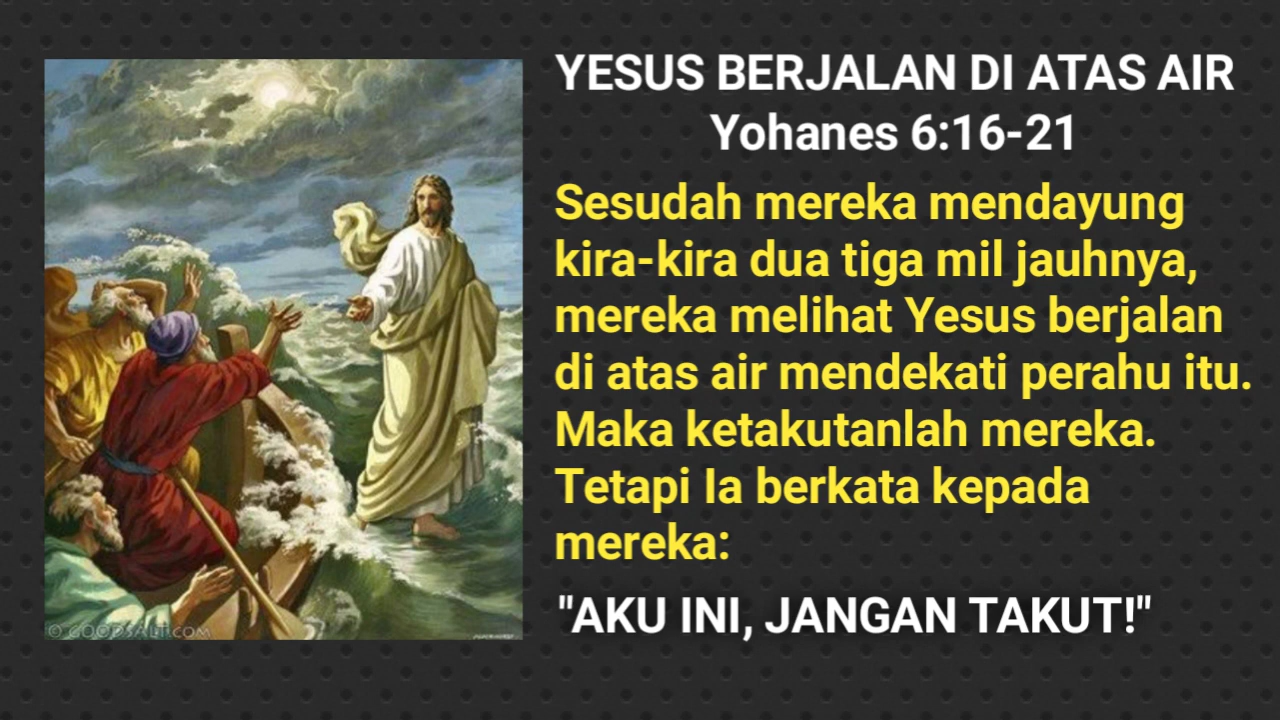 YESUS BERJALAN DI ATAS AIR
Yohanes 6:16-21
Sesudah mereka mendayung
kira-kira dua tiga mil jauhnya,
mereka melihat Yesus berjalan
di atas air mendekati perahu itu.
Maka ketakutanlah mereka.
Tetapi Ia berkata kepada
mereka:
"AKU INI, JANGAN TAKUT!"
© GOODSALT.COM